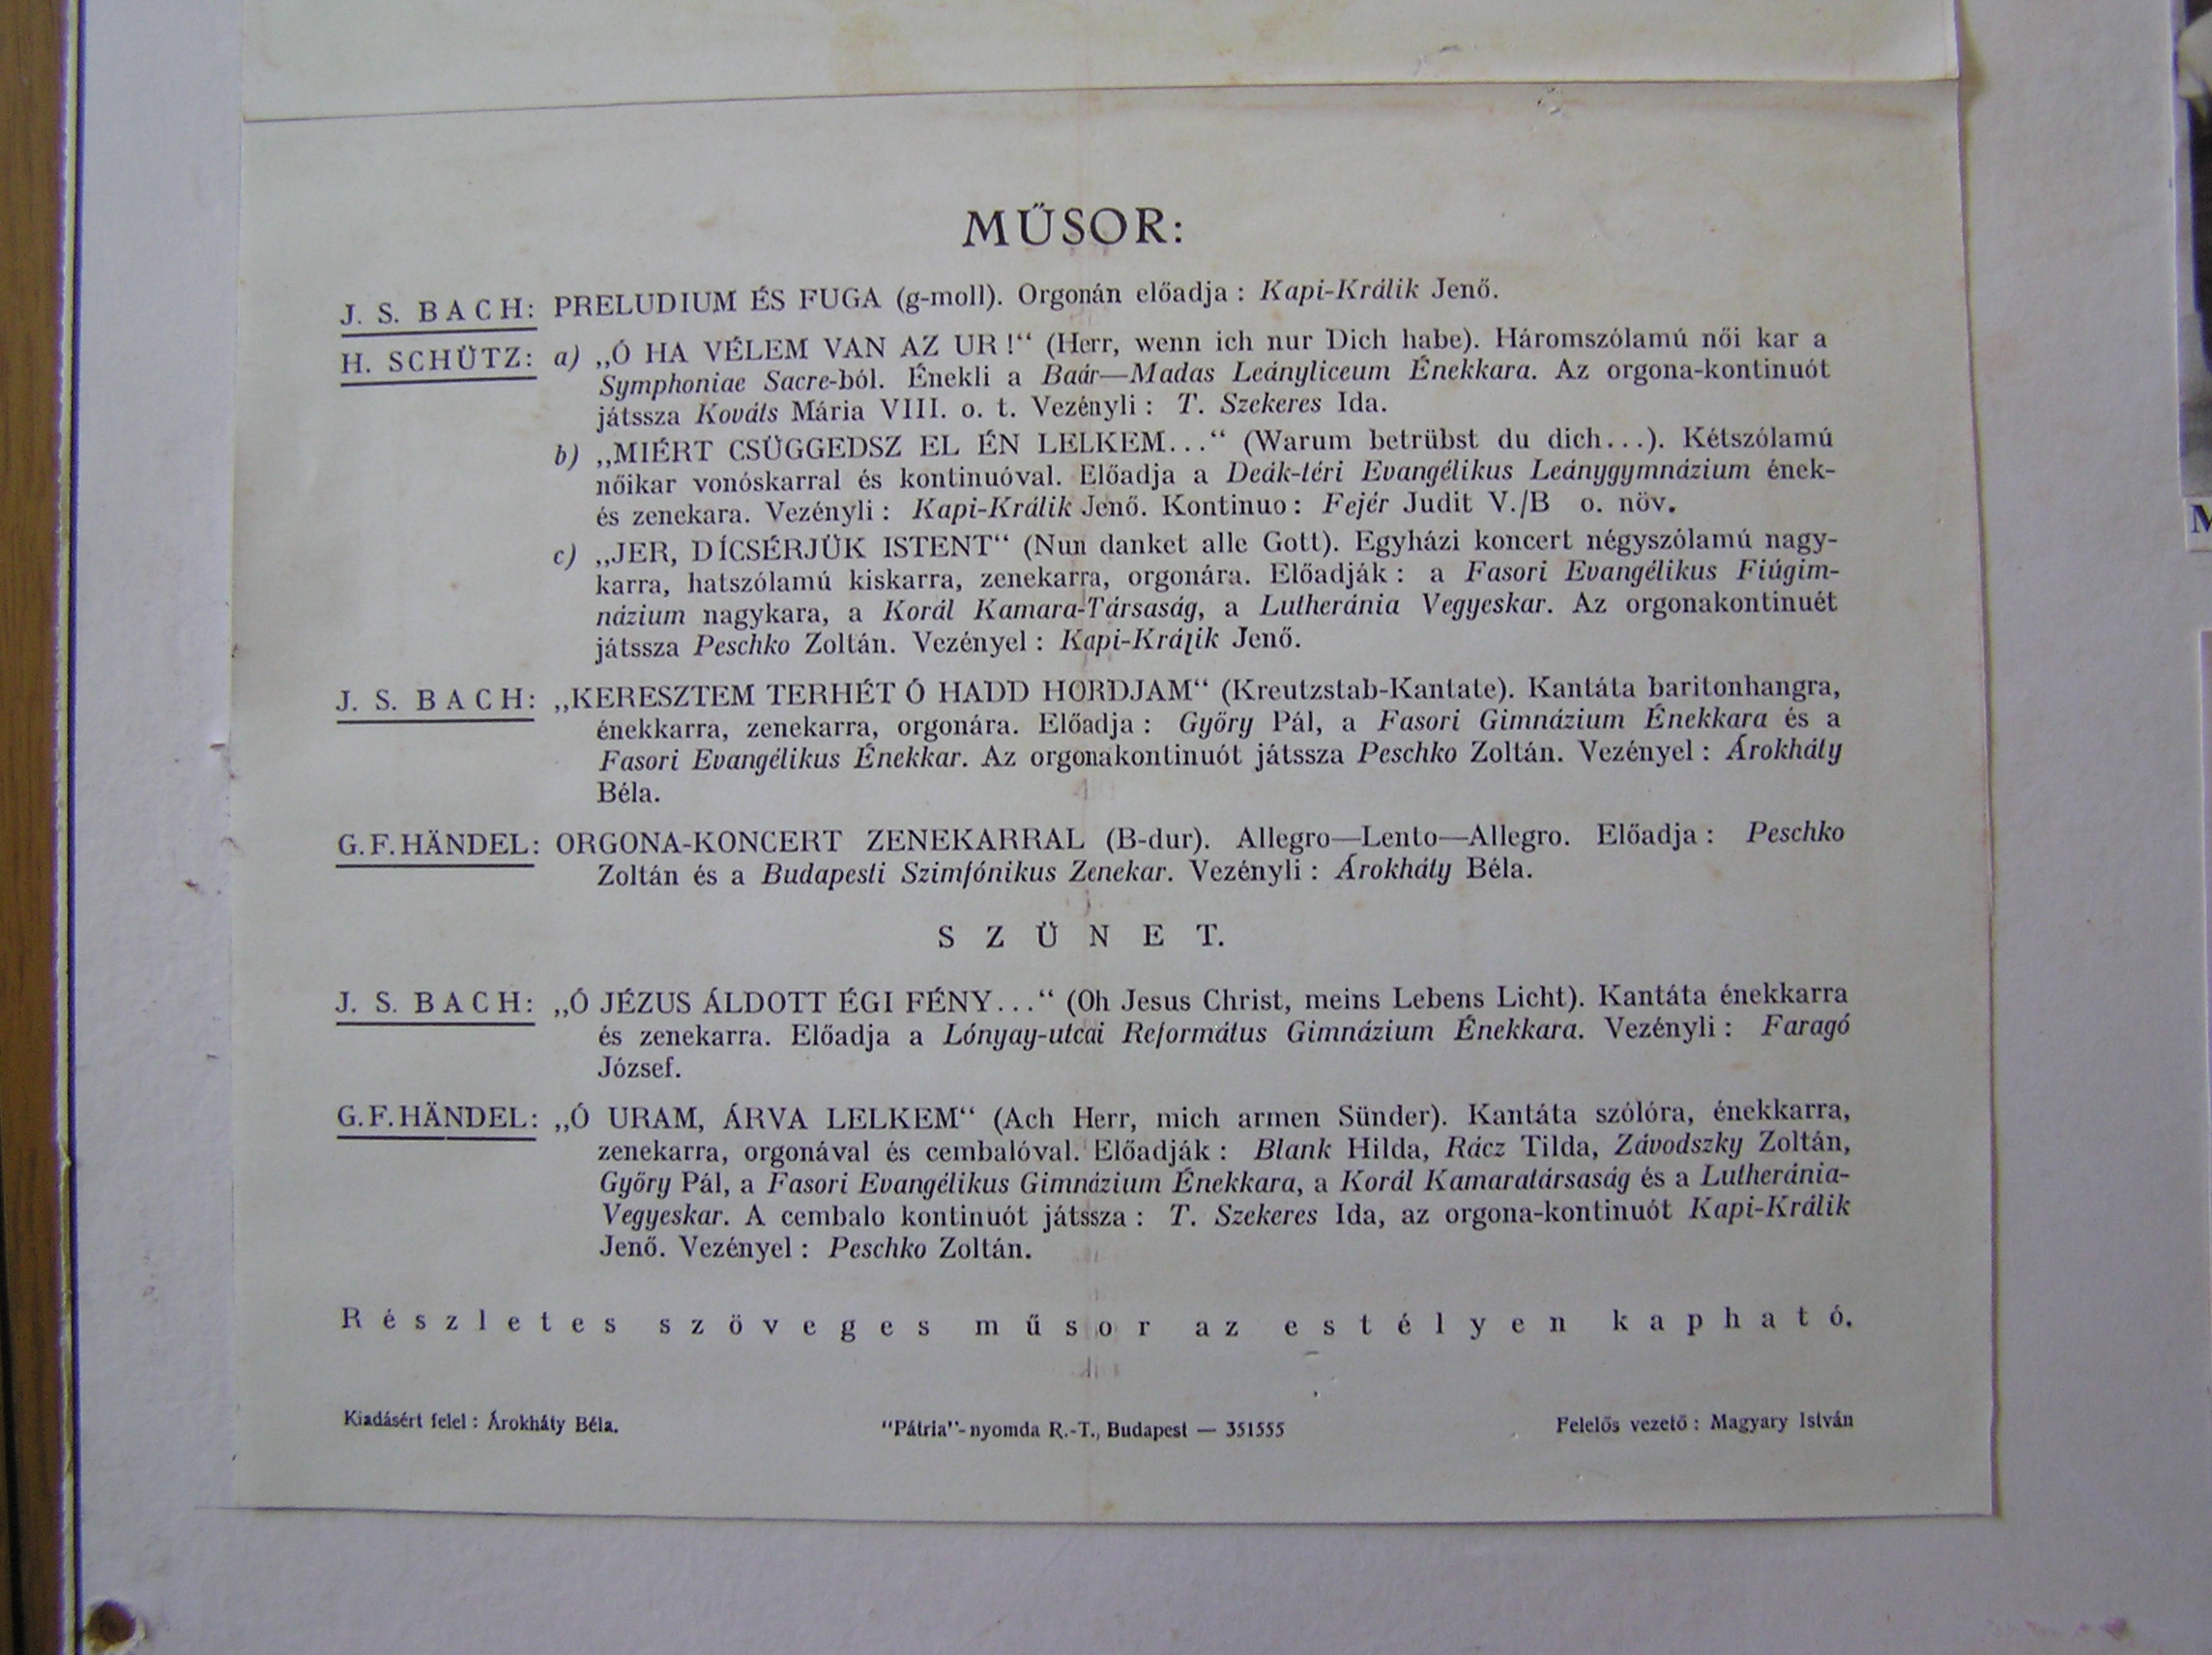 MŰSOR:
J. S. BACH: PRELUDIUM ÉS FUGA (g-moll). Orgonán előadja : Kapi-Králik Jenő.
H. SCHÜTZ: a) „Ó HA VÉLEM VAN AZ UR !“ (Herr, wenn ich nur Dich habe). Háromszólamú női kar a
Symphoniae Sacre-ból. Énekli a Baár—Madas Leányliceum Énekkara. Az orgona-kontinuót
játssza Kováts Mária VIII. o. t. Vezényli : T. Szekeres Ida.
b) „MIÉRT CSÜGGEDSZ EL ÉN LELKEM...“ (Warum betrübst du dich...). Kétszólamú
nőikar vonóskarral és kontinuóval. Előadja a Deák-téri Evangélikus Leánygymnázium ének-
és zenekara. Vezényli : Kapi-Králik Jenő. Kontinuo : Fejér Judit V./B o. növ.
c) „JER, DÍCSÉRJÜK ISTENT“ (Nun danket alle Gott). Egyházi koncert négyszólamú nagy-
karra, hatszólamú kiskarra, zenekarra, orgonára. Előadják : a Fasori Evangélikus Fiúgim-
názium nagykara, a Korál Kamara-Társaság, a Lutheránia Vegyeskar. Az orgonakontinuét
játssza Peschko Zoltán. Vezényel : Kapi-Králik Jenő.
J. S. BACH: „KERESZTEM TERHÉT Ó HADD HORDJAM“ (Kreutzstab-Kantate). Kantáta baritonhangra,
énekkarra, zenekarra, orgonára. Előadja : Győry Pál, a Fasori Gimnázium Énekkara és a
Fasori Evangélikus Énekkar. Az orgonakontinuót játssza Peschko Zoltán. Vezényel : Árokháty
Béla.
G. F. HÄNDEL: ORGONA-KONCERT ZENEKARRAL (B-dur). Allegro—Lento—Allegro. Előadja : Peschko
Zoltán és a Budapesti Szimfónikus Zenekar. Vezényli : Árokháty Béla.
SZÜNET.
J. S. BACH: „Ó JÉZUS ÁLDOTT ÉGI FÉNY...“ (Oh Jesus Christ, meins Lebens Licht). Kantáta énekkarra
és zenekarra. Előadja a Lónyay-utcai Református Gimnázium Énekkara. Vezényli : Faragó
József.
G. F. HÄNDEL: „Ó URAM, ÁRVA LELKEM“ (Ach Herr, mich armen Sünder). Kantáta szólóra, énekkarra,
zenekarra, orgonával és cembalóval. Előadják : Blank Hilda, Rácz Tilda, Závodszky Zoltán,
Győry Pál, a Fasori Evangélikus Gimnázium Énekkara, a Korál Kamaratársaság és a Lutheránia-
Vegyeskar. A cembalo kontinuót játssza : T. Szekeres Ida, az orgona-kontinuót Kapi-Králik
Jenő. Vezényel : Peschko Zoltán.
Részletes szöveges műsor az estélyen kapható.
Kiadásért felel : Árokháty Béla.
"Pátria"-nyomda R.-T., Budapest — 351555
Felelős vezető : Magyary István